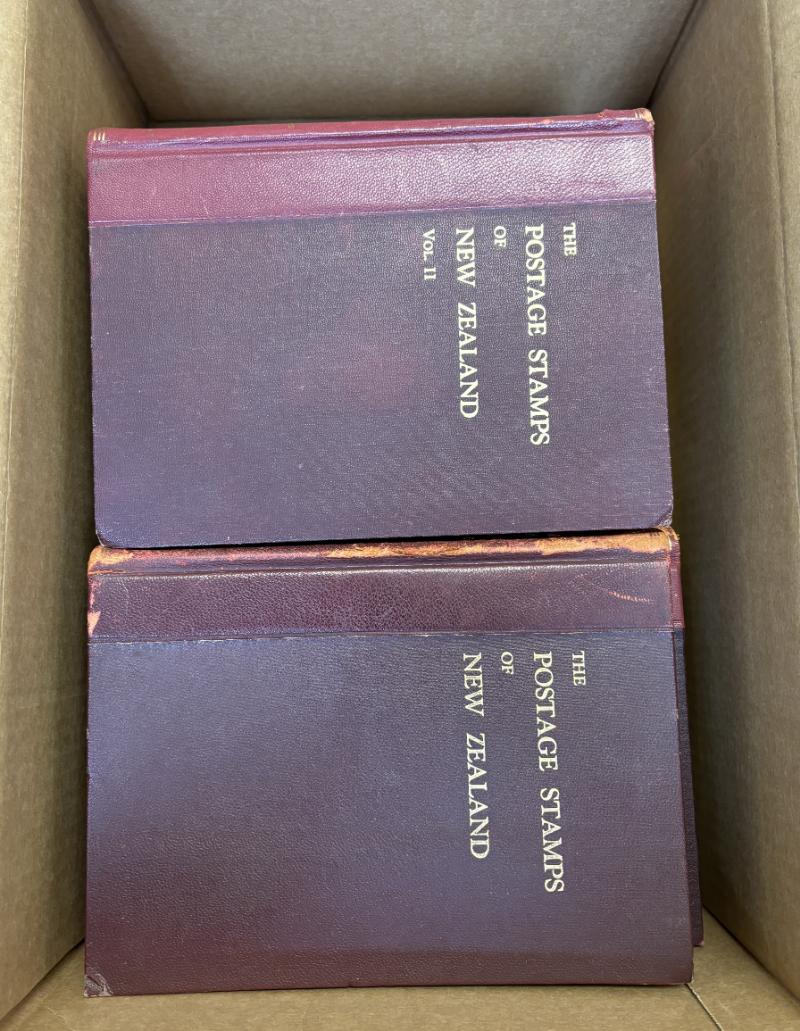 THE
POSTAGE STAMPS
OF
NEW ZEALAND
VOL. II
THE
POSTAGE STAMPS
OF
NEW ZEALAND